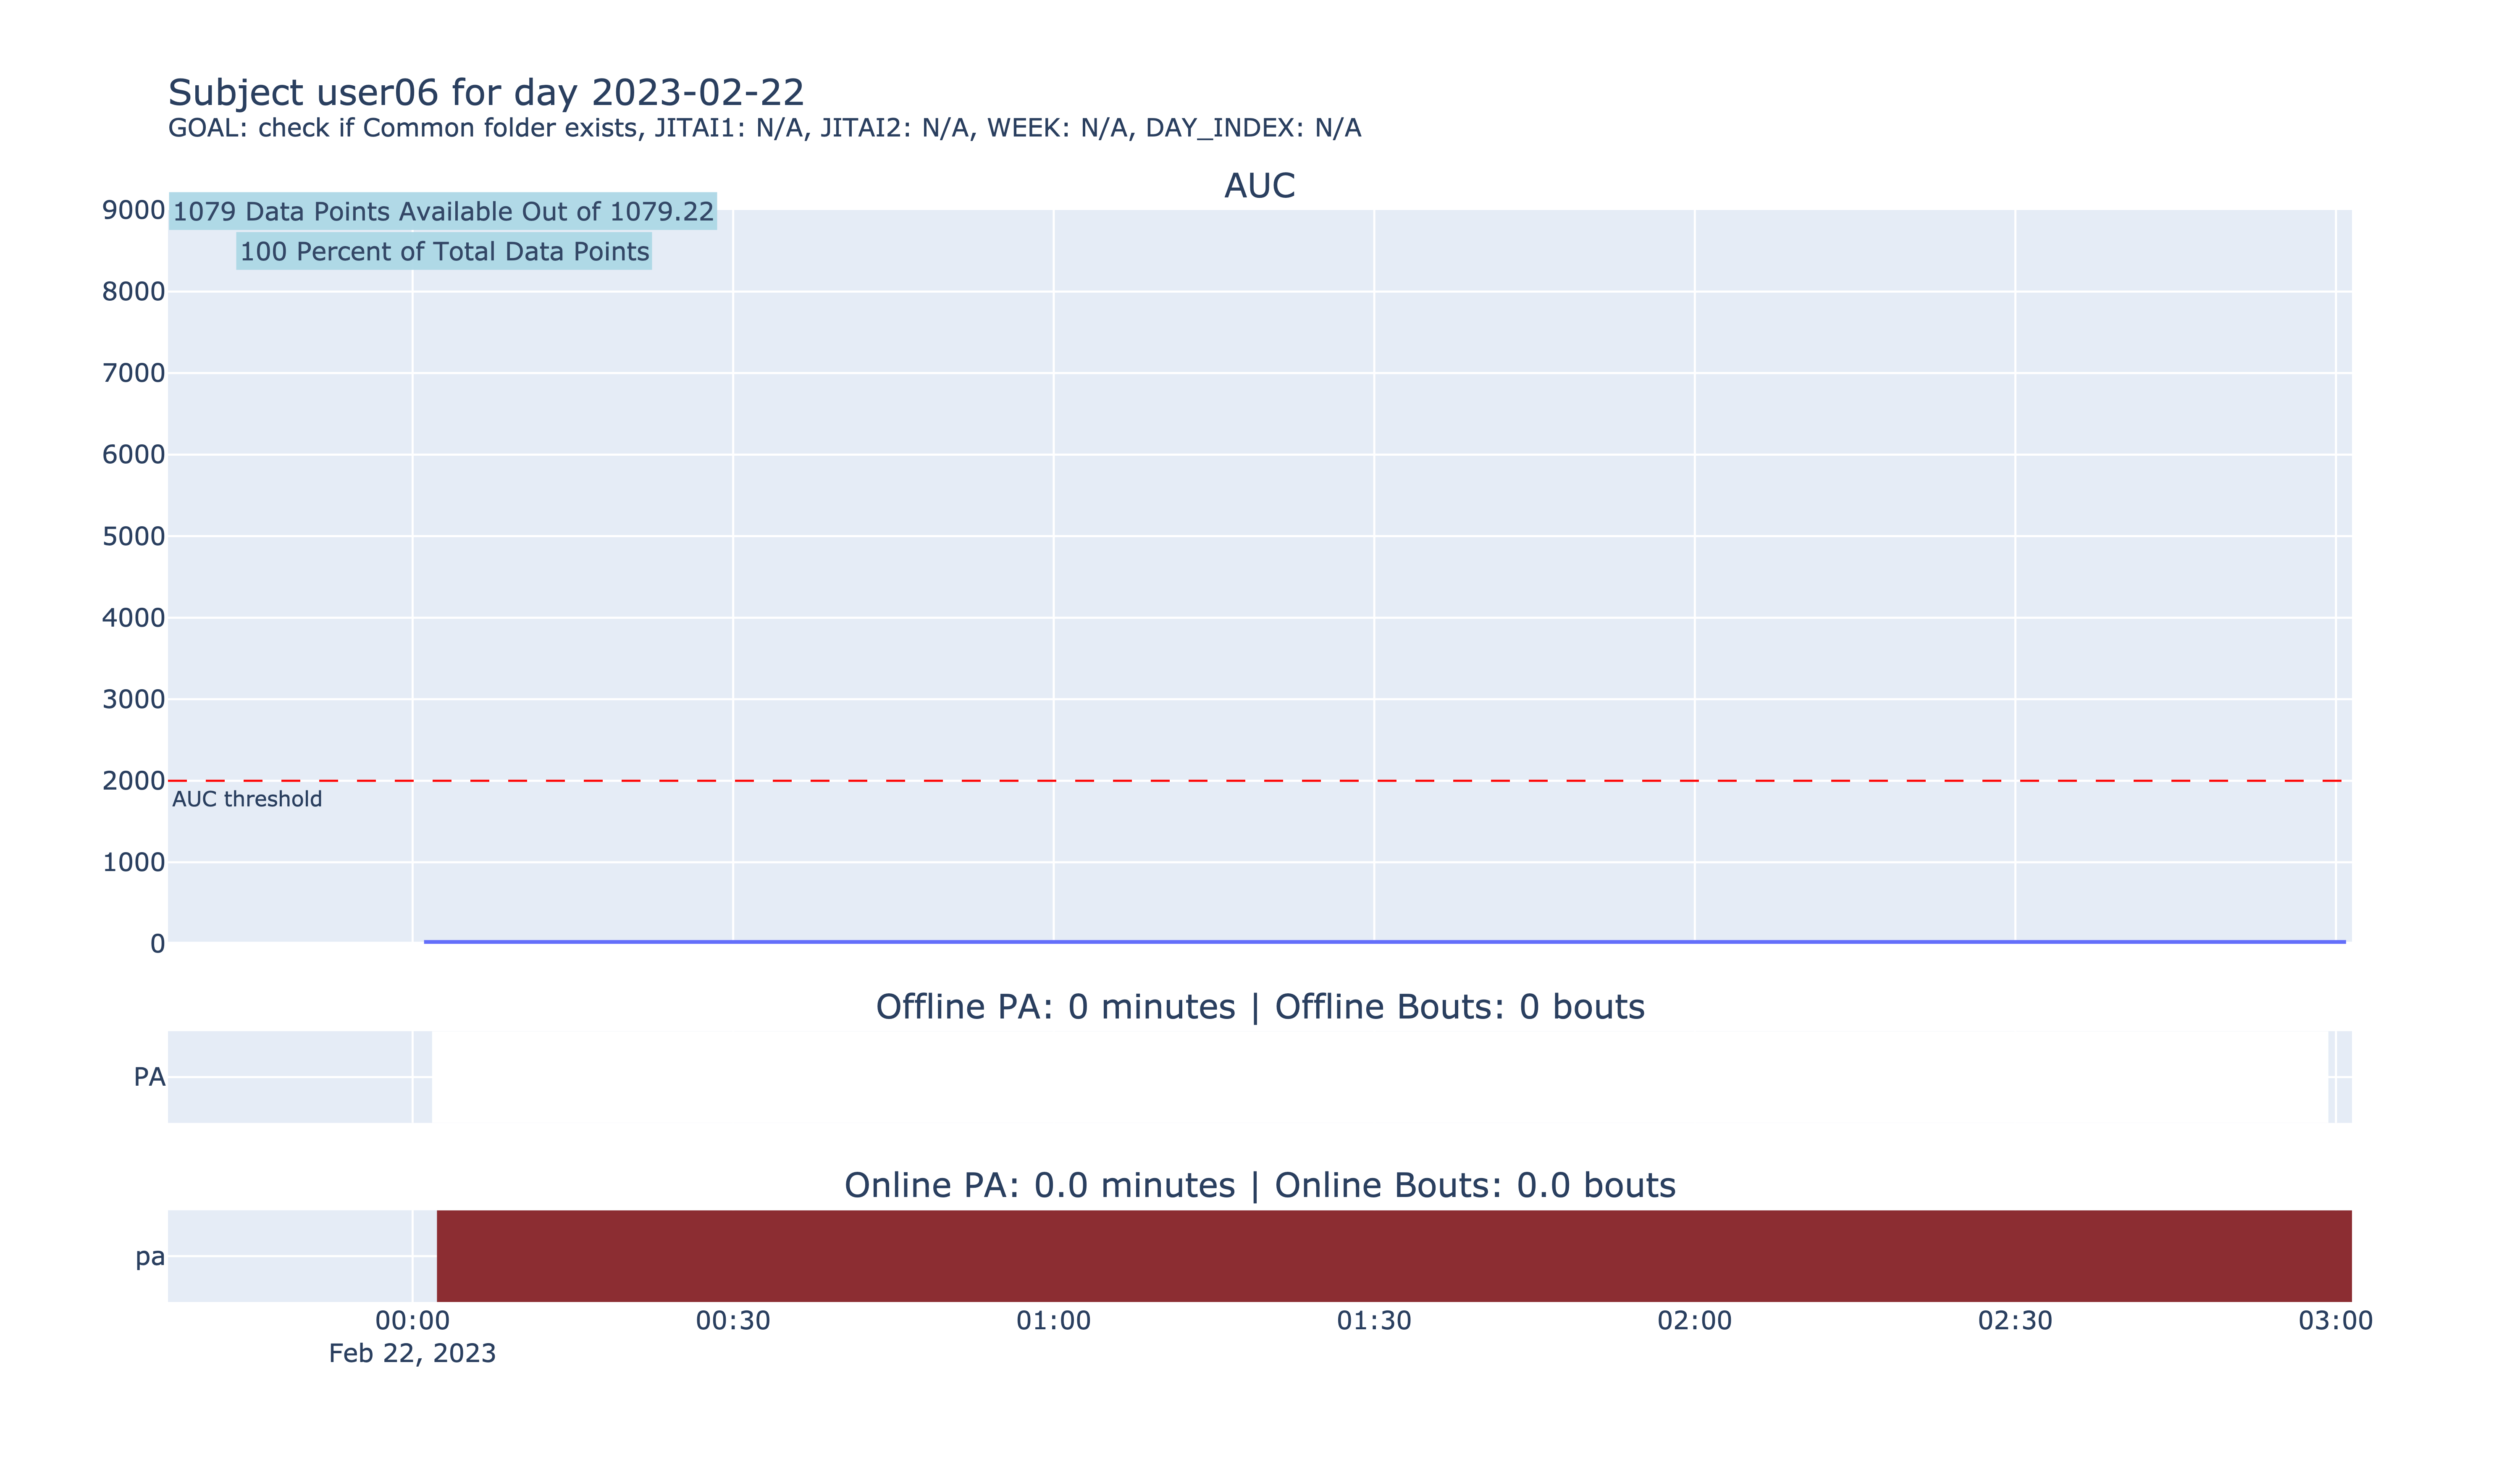 Subject user06 for day 2023-02-22
GOAL: check if Common folder exists, JITAI1: N/A, JITAI2: N/A, WEEK: N/A, DAY_INDEX: N/A
AUC
1079 Data Points Available Out of 1079.22
100 Percent of Total Data Points
9000
8000
7000
6000
5000
4000
3000
2000
AUC threshold
1000
0
Offline PA: 0 minutes | Offline Bouts: 0 bouts
PA
Online PA: 0.0 minutes | Online Bouts: 0.0 bouts
pa
00:00 00:30 01:00 01:30 02:00 02:30 03:00
Feb 22, 2023